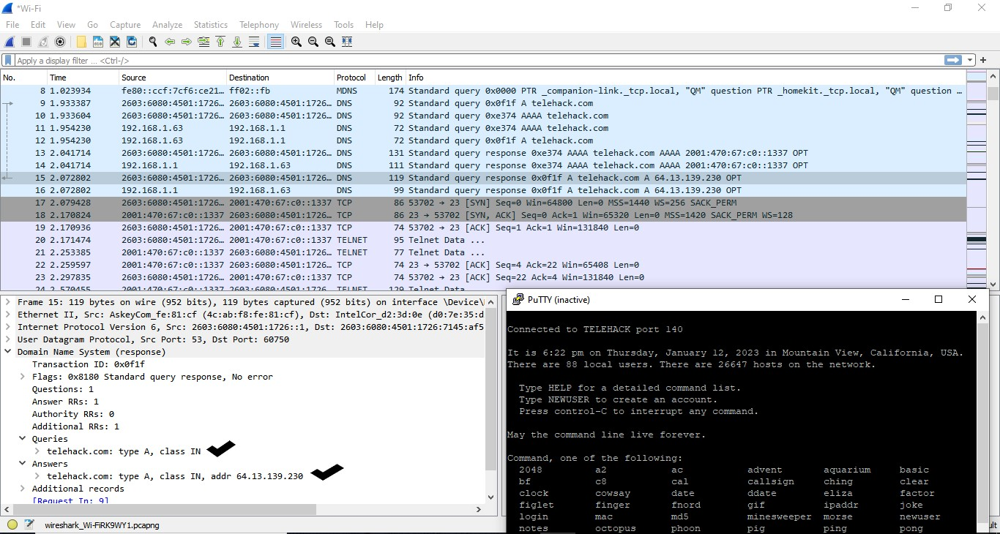 *Wi-Fi
File Edit View Go Capture Analyze Statistics Telephony Wireless Tools Help
Apply a display filter ... <Ctrl-/>
No. Time Source Destination Protocol Length Info
8 1.023934 fe80::ccf:7cf6:ce21… ff02::fb MDNS 174 Standard query 0x0000 PTR _companion-link._tcp.local, "QM" question PTR _homekit._tcp.local, "QM" question …
9 1.933387 2603:6080:4501:1726… 2603:6080:4501:1726… DNS 92 Standard query 0x0f1f A telehack.com
10 1.933604 2603:6080:4501:1726… 2603:6080:4501:1726… DNS 92 Standard query 0xe374 AAAA telehack.com
11 1.954230 192.168.1.63 192.168.1.1 DNS 72 Standard query 0xe374 AAAA telehack.com
12 1.954230 192.168.1.63 192.168.1.1 DNS 72 Standard query 0x0f1f A telehack.com
13 2.041714 2603:6080:4501:1726… 2603:6080:4501:1726… DNS 131 Standard query response 0xe374 AAAA telehack.com AAAA 2001:470:67:c0::1337 OPT
14 2.041714 192.168.1.1 192.168.1.63 DNS 111 Standard query response 0xe374 AAAA telehack.com AAAA 2001:470:67:c0::1337 OPT
15 2.072802 2603:6080:4501:1726… 2603:6080:4501:1726… DNS 119 Standard query response 0x0f1f A telehack.com A 64.13.139.230 OPT
16 2.072802 192.168.1.1 192.168.1.63 DNS 99 Standard query response 0x0f1f A telehack.com A 64.13.139.230 OPT
17 2.079428 2603:6080:4501:1726… 2001:470:67:c0::1337 TCP 86 53702 → 23 [SYN] Seq=0 Win=64800 Len=0 MSS=1440 WS=256 SACK_PERM
18 2.170824 2001:470:67:c0::1337 2603:6080:4501:1726… TCP 86 23 → 53702 [SYN, ACK] Seq=0 Ack=1 Win=65320 Len=0 MSS=1420 SACK_PERM WS=128
19 2.170936 2603:6080:4501:1726… 2001:470:67:c0::1337 TCP 74 53702 → 23 [ACK] Seq=1 Ack=1 Win=131840 Len=0
20 2.171474 2603:6080:4501:1726… 2001:470:67:c0::1337 TELNET 95 Telnet Data ...
21 2.253385 2001:470:67:c0::1337 2603:6080:4501:1726… TELNET 77 Telnet Data ...
22 2.259597 2001:470:67:c0::1337 2603:6080:4501:1726… TCP 74 23 → 53702 [ACK] Seq=4 Ack=22 Win=65408 Len=0
23 2.297835 2603:6080:4501:1726… 2001:470:67:c0::1337 TCP 74 53702 → 23 [ACK] Seq=22 Ack=4 Win=131840 Len=0
24 2.570455 2001:470:67:c0::1337 2603:6080:4501:1726… TELNET 129 Telnet Data
Frame 15: 119 bytes on wire (952 bits), 119 bytes captured (952 bits) on interface \Device\
Ethernet II, Src: AskeyCom_fe:81:cf (4c:ab:f8:fe:81:cf), Dst: IntelCor_d2:3d:0e (d0:7e:35:d
Internet Protocol Version 6, Src: 2603:6080:4501:1726::1, Dst: 2603:6080:4501:1726:7145:af5
User Datagram Protocol, Src Port: 53, Dst Port: 60750
Domain Name System (response)
Transaction ID: 0x0f1f
Flags: 0x8180 Standard query response, No error
Questions: 1
Answer RRs: 1
Authority RRs: 0
Additional RRs: 1
Queries
telehack.com: type A, class IN
Answers
telehack.com: type A, class IN, addr 64.13.139.230
Additional records
[Request In: 9]
wireshark_Wi-FiRK9WY1.pcapng
PuTTY (inactive)
Connected to TELEHACK port 140
It is 6:22 pm on Thursday, January 12, 2023 in Mountain View, California, USA.
There are 88 local users. There are 26647 hosts on the network.
Type HELP for a detailed command list.
Type NEWUSER to create an account.
Press control-C to interrupt any command.
May the command line live forever.
Command, one of the following:
2048 a2 ac advent aquarium basic
bf c8 cal callsign ching clear
clock cowsay date ddate eliza factor
figlet finger fnord gif ipaddr joke
login mac md5 minesweeper morse newuser
notes octopus phoon pig ping pong